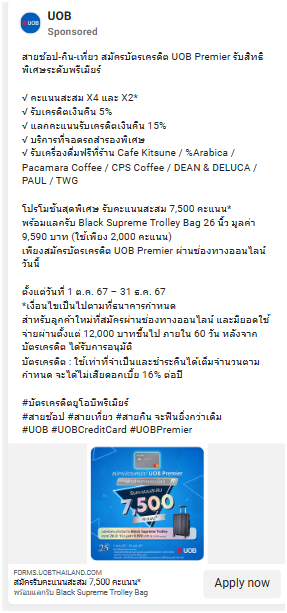 UOB
Sponsored
สายช้อป-กิน-เที่ยว สมัครบัตรเครดิต UOB Premier รับสิทธิ
พิเศษระดับพรีเมียร์
√ คะแนนสะสม X4 และ X2*
√ รับเครดิตเงินคืน 5%
√ แลกคะแนนรับเครดิตเงินคืน 15%
√ บริการที่จอดรถสำรองพิเศษ
√ รับเครื่องดื่มฟรีที่ร้าน Cafe Kitsune / %Arabica /
Pacamara Coffee / CPS Coffee / DEAN & DELUCA /
PAUL / TWG
โปรโมชั่นสุดพิเศษ รับคะแนนสะสม 7,500 คะแนน*
พร้อมแลกรับ Black Supreme Trolley Bag 26 นิ้ว มูลค่า
9,590 บาท (ใช้เพียง 2,000 คะแนน)
เพียงสมัครบัตรเครดิต UOB Premier ผ่านช่องทางออนไลน์
วันนี้
ตั้งแต่วันที่ 1 ต.ค. 67 – 31 ธ.ค. 67
*เงื่อนไขเป็นไปตามที่ธนาคารกำหนด
สำหรับลูกค้าใหม่ที่สมัครผ่านช่องทางออนไลน์ และมียอดใช้
จ่ายตั้งแต่ 12,000 บาทขึ้นไป ภายใน 60 วัน หลังจาก
บัตรเครดิต ได้รับการอนุมัติ
บัตรเครดิต : ใช้เท่าที่จำเป็นและชำระคืนได้เต็มจำนวนตาม
กำหนด จะได้ไม่เสียดอกเบี้ย 16% ต่อปี
#บัตรเครดิตยูโอบีพรีเมียร์
#สายช้อป #สายเที่ยว #สายกิน จะฟินยิ่งกว่าเดิม
#UOB #UOBCreditCard #UOBPremier
สมัครบัตรเครดิต UOB Premier
รับคะแนนสะสม
7,500
คะแนน*
25
UOB
FORMS.UOBTHAILAND.COM
สมัครรับคะแนนสะสม 7,500 คะแนน*
พร้อมแลกรับ Black Supreme Trolley Bag
Apply now